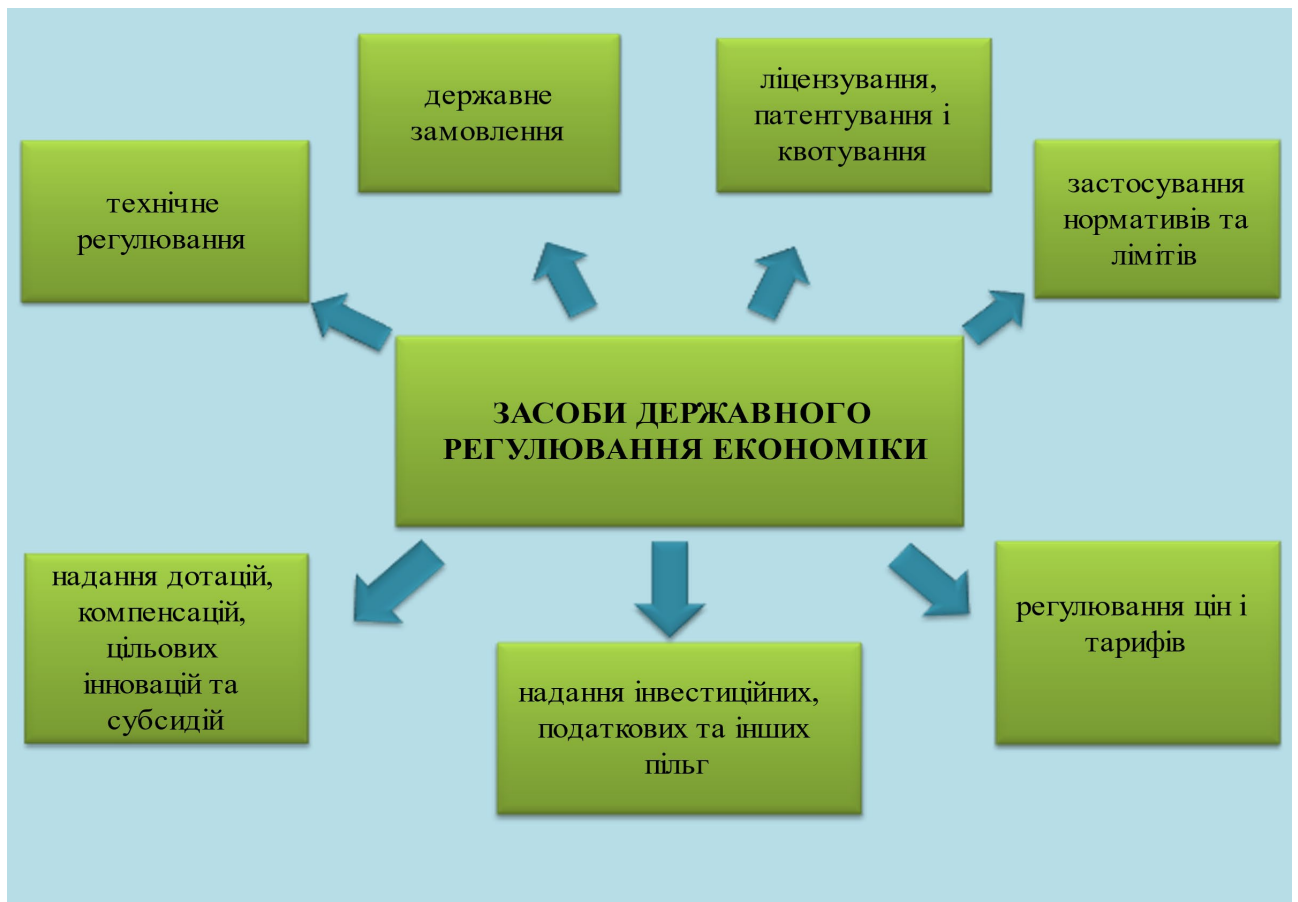 державне
замовлення
ліцензування,
патентування і
квотування
технічне
регулювання
застосування
нормативів та
лімітів
ЗАСОБИ ДЕРЖАВНОГО
РЕГУЛЮВАННЯ ЕКОНОМІКИ
надання дотацій,
компенсацій,
цільових
інновацій та
субсидій
надання інвестиційних,
податкових та інших
пільг
регулювання цін і
тарифів